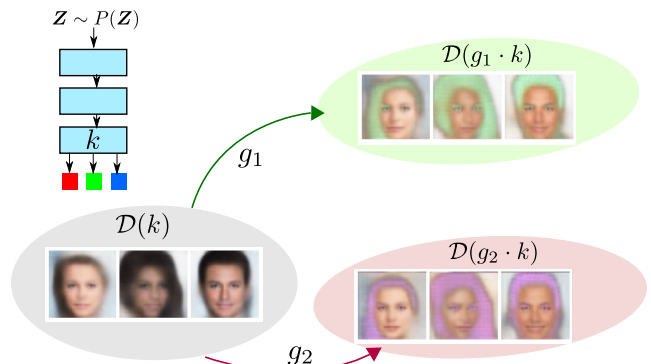 Z ∼ P(Z)
k
𝒟(g₁ · k)
g₁
𝒟(k)
𝒟(g₂ · k)
g₂